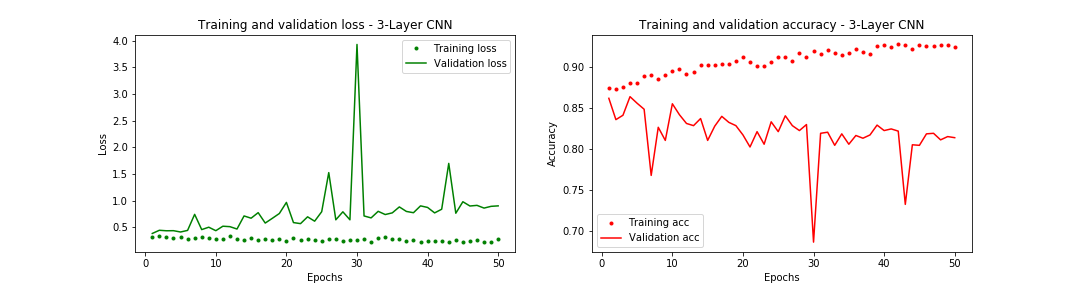 Training and validation loss - 3-Layer CNN
4.0
3.5
3.0
2.5
2.0
1.5
1.0
0.5
Loss
Training loss
Validation loss
0
10
20
30
40
50
Epochs
Training and validation accuracy - 3-Layer CNN
0.90
0.85
0.80
0.75
0.70
Accuracy
Training acc
Validation acc
0
10
20
30
40
50
Epochs